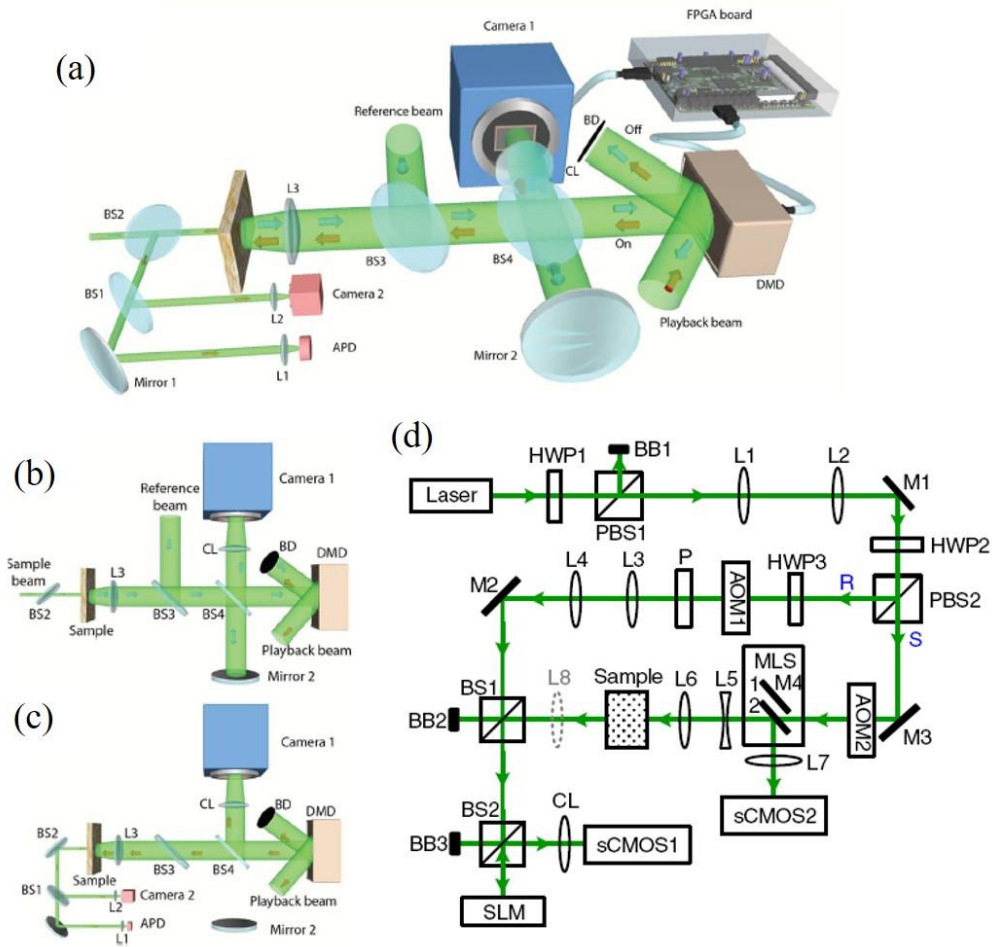 (a)
Camera 1
FPGA board
Reference beam
BD
Off
CL
L3
BS2
BS3
BS4
On
DMD
BS1
Camera 2
L2
APD
L1
Mirror 1
Mirror 2
Playback beam
(b)
Camera 1
Reference
beam
CL
BD
DMD
Sample
beam
L3
BS2
BS3
BS4
Sample
Playback beam
Mirror 2
(c)
Camera 1
CL
BD
DMD
BS2
L3
BS3
BS4
Sample
BS1
Camera 2
L2
APD
L1
Playback beam
Mirror 2
(d)
BB1
HWP1
L1
L2
M1
Laser
PBS1
HWP2
M2
L4
L3
P
AOM1
HWP3
R
PBS2
S
BS1
L8
Sample
L6
L5
MLS
1
M4
2
AOM2
M3
BB2
L7
sCMOS2
BS2
CL
BB3
sCMOS1
SLM